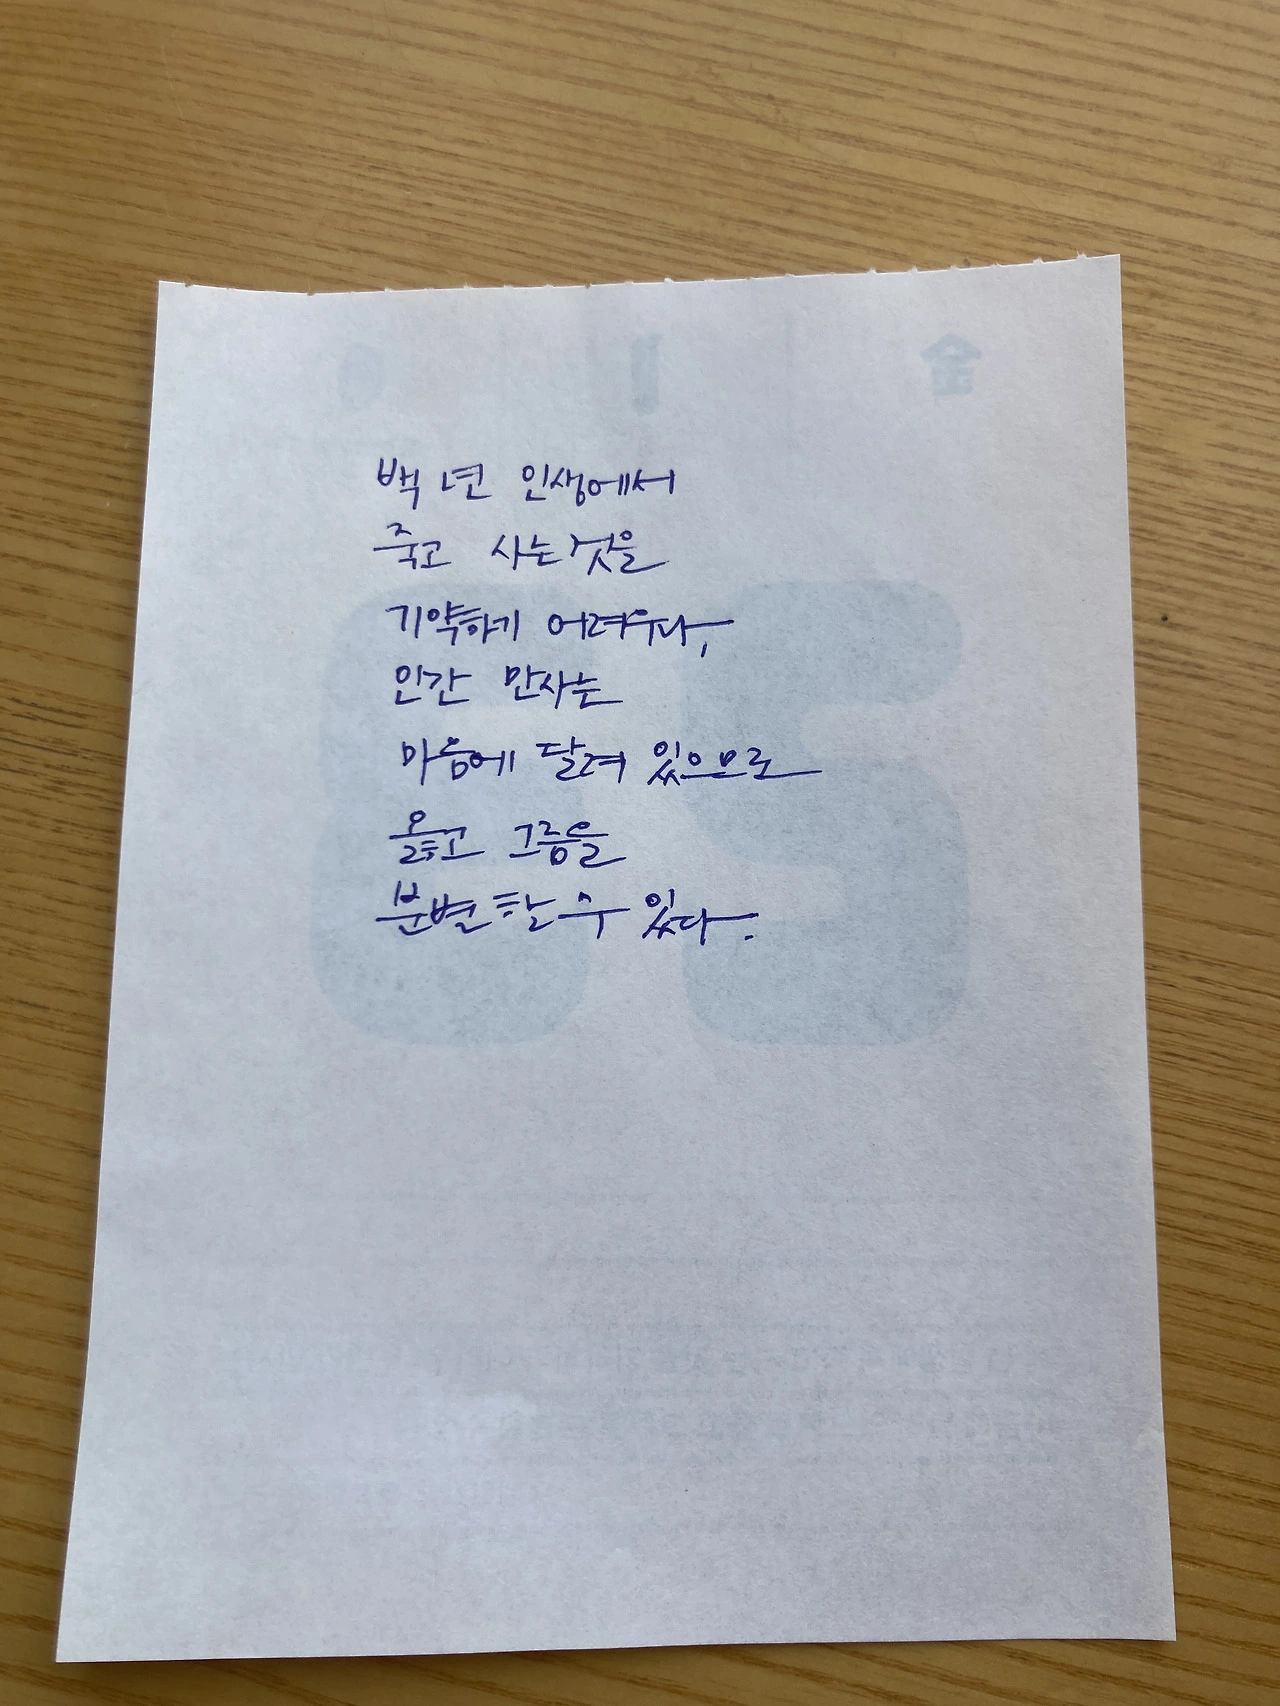 백 년 인생에서
죽고 사는것을
기약하기 어려우나,
인간 만사는
마음에 달려 있으므로
옳고 그름을
분별할 수 있다.